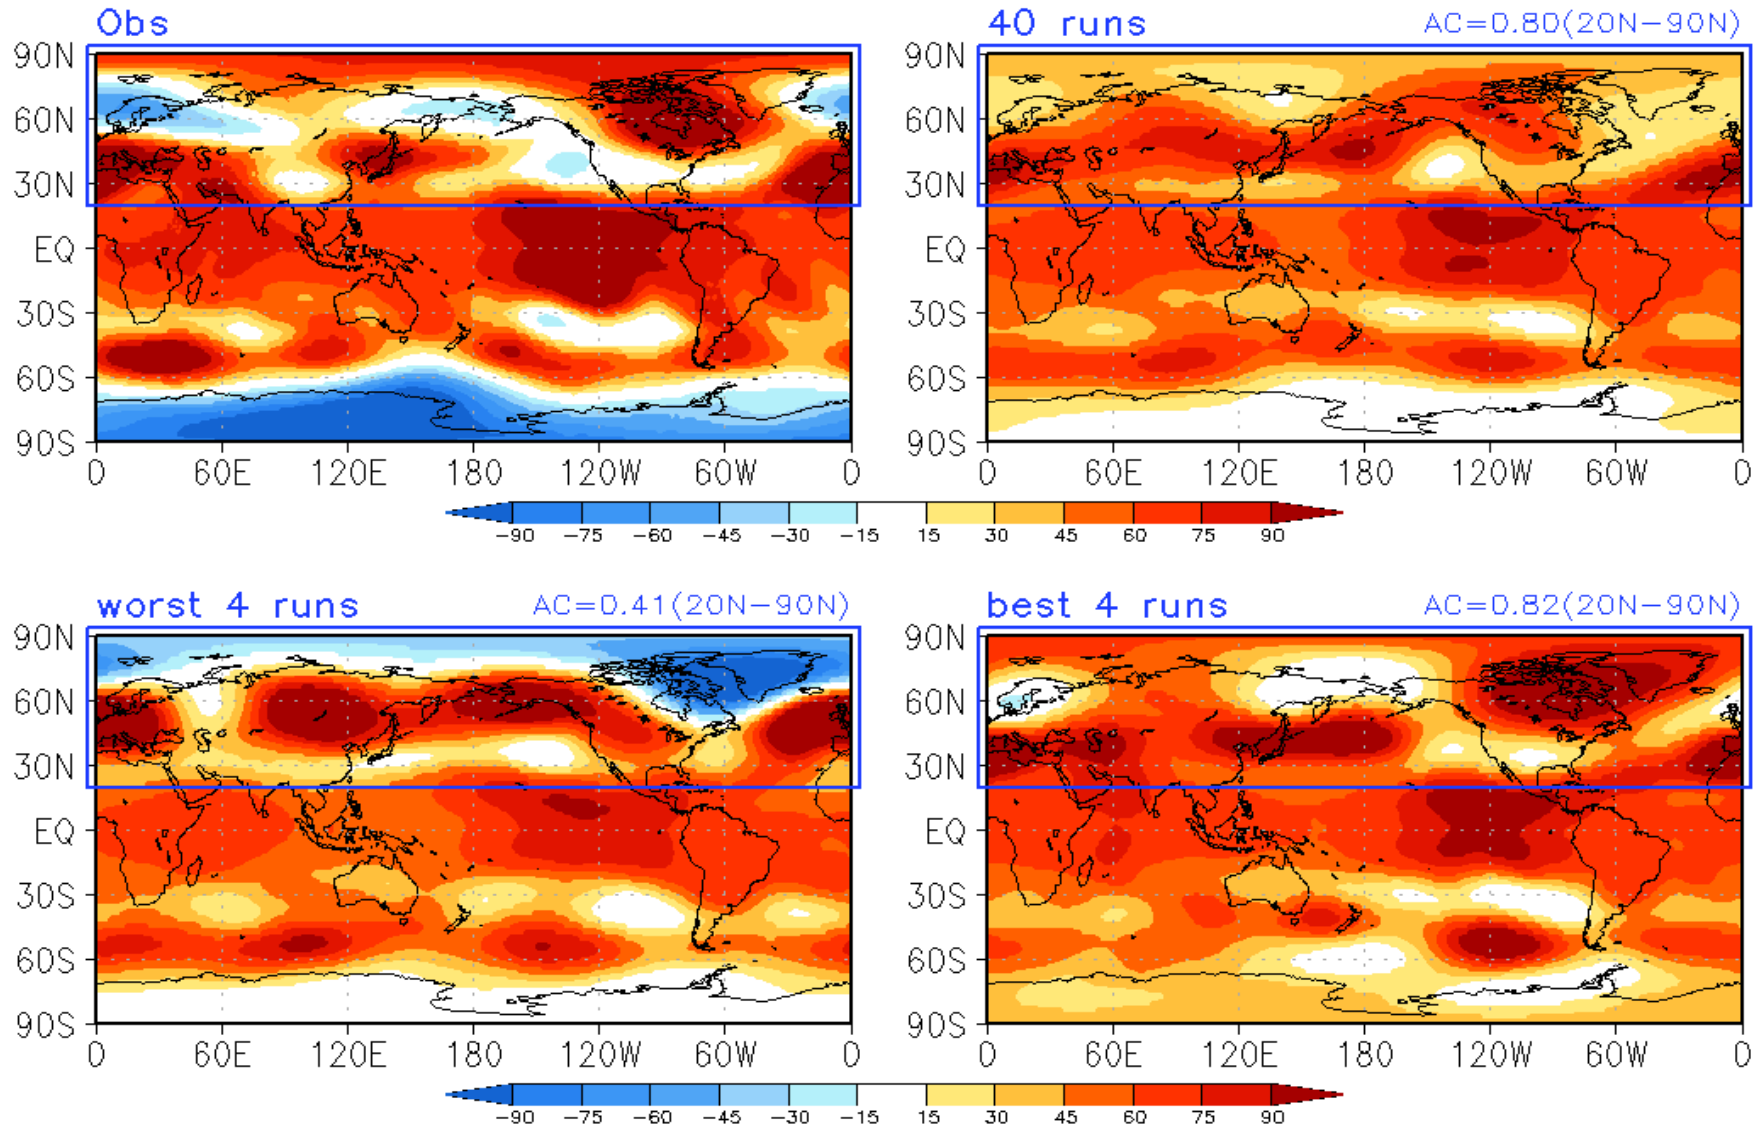 Obs
40 runs AC=0.80(20N−90N)
90N
60N
30N
EQ
30S
60S
90S
0 60E 120E 180 120W 60W 0
90N
60N
30N
EQ
30S
60S
90S
0 60E 120E 180 120W 60W 0
−90 −75 −60 −45 −30 −15 15 30 45 60 75 90
worst 4 runs AC=0.41(20N−90N)
best 4 runs AC=0.82(20N−90N)
90N
60N
30N
EQ
30S
60S
90S
0 60E 120E 180 120W 60W 0
90N
60N
30N
EQ
30S
60S
90S
0 60E 120E 180 120W 60W 0
−90 −75 −60 −45 −30 −15 15 30 45 60 75 90